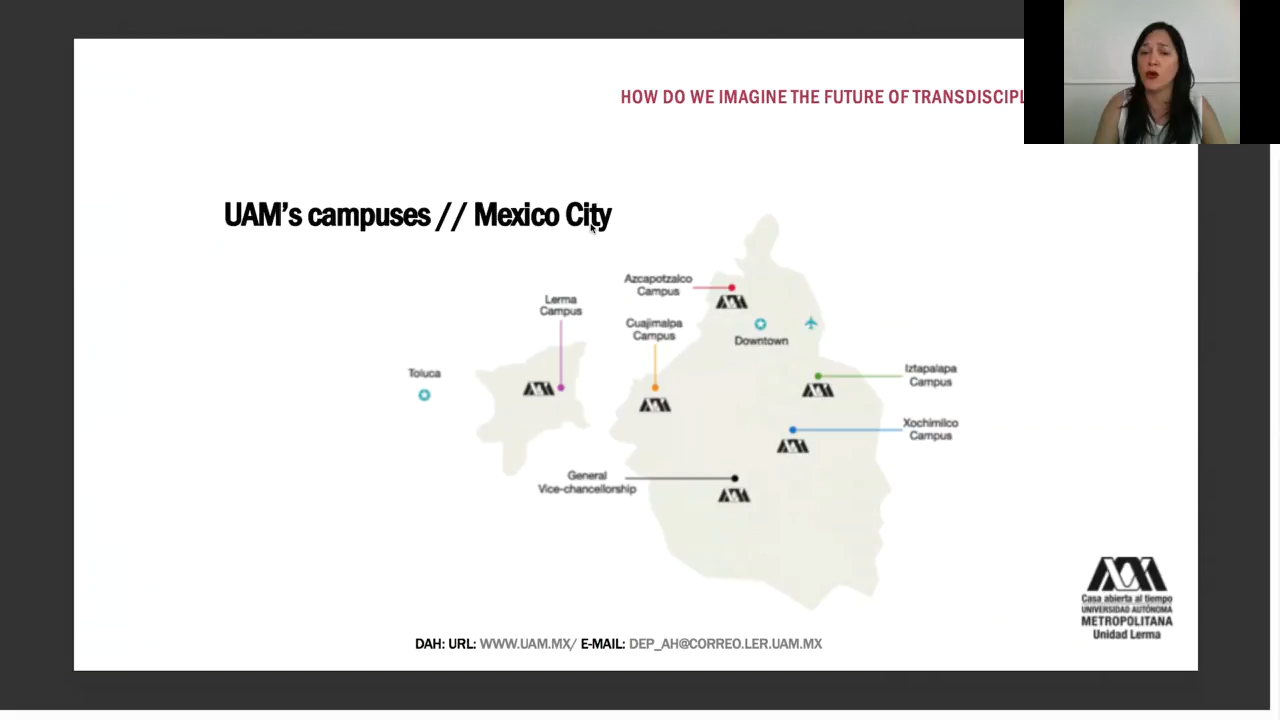 HOW DO WE IMAGINE THE FUTURE OF
UAM's campuses // Mexico City
Azcapotzalco
Campus
Lerma
Campus
Cuajimalpa
Campus
Downtown
Toluca
Iztapalapa
Campus
Xochimilco
Campus
General
Vice-chancellorship
Casa abierta al tiempo
UNIVERSIDAD AUTÓNOMA
METROPOLITANA
Unidad Lerma
DAH: URL: WWW.UAM.MX/ E-MAIL: DEP_AH@CORREO.LER.UAM.MX